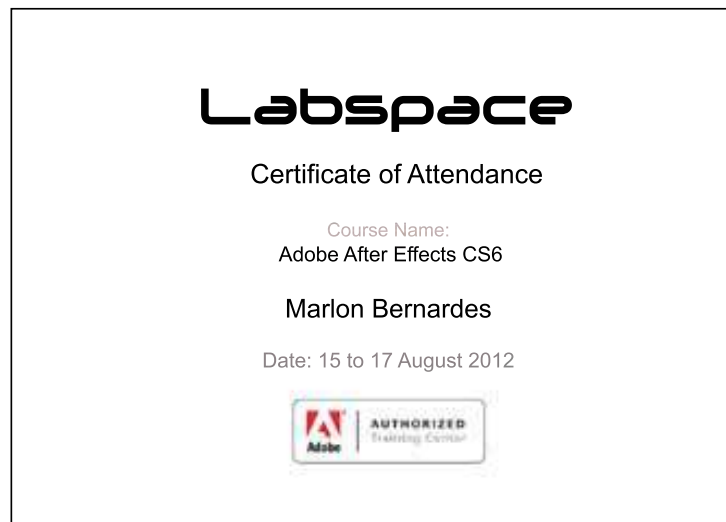 Labspace
Certificate of Attendance
Course Name:
Adobe After Effects CS6
Marlon Bernardes
Date: 15 to 17 August 2012
Adobe
AUTHORIZED
Training Center